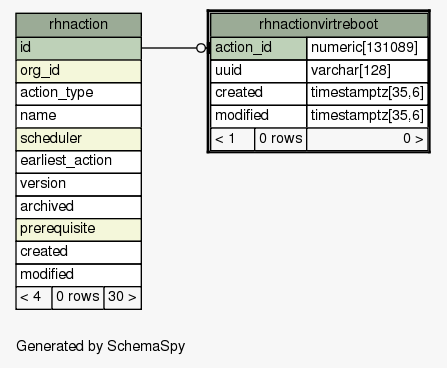 rhnaction
id
org_id
action_type
name
scheduler
earliest_action
version
archived
prerequisite
created
modified
< 4 0 rows 30 >
rhnactionvirtreboot
action_id numeric[131089]
uuid varchar[128]
created timestamptz[35,6]
modified timestamptz[35,6]
< 1 0 rows 0 >
Generated by SchemaSpy